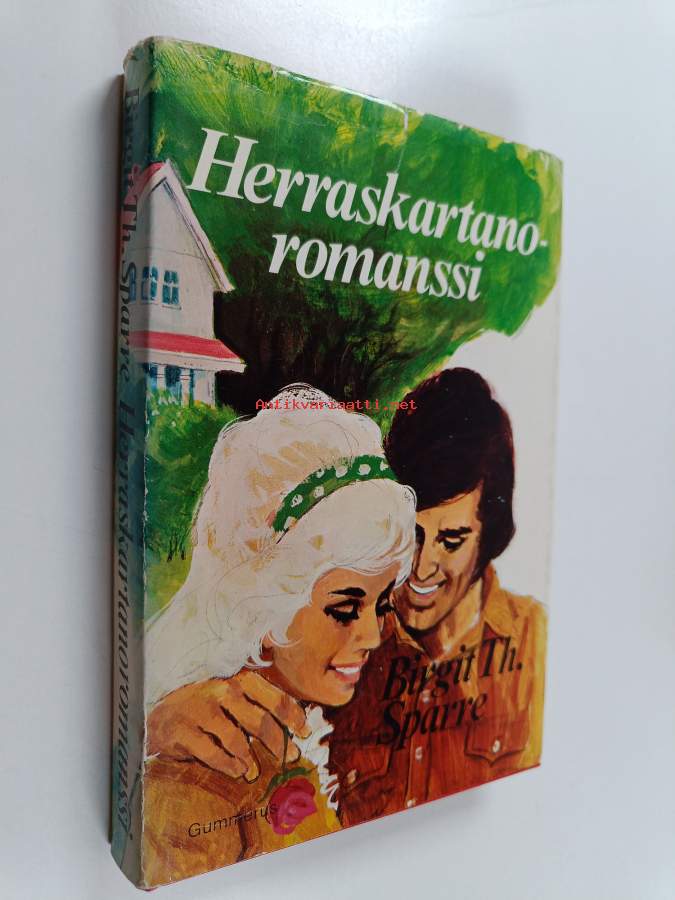 Herraskartano-
romanssi
Antikvariaatti.net
Birgit Th.
Sparre
Gummerus
Birgit Th. Sparre Herraskartanoromanssi